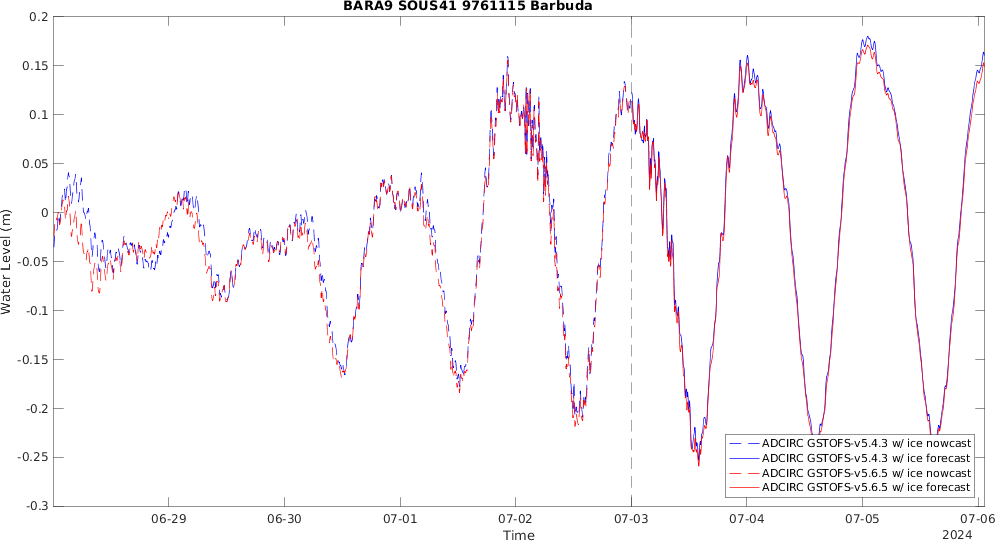 BARA9 SOUS41 9761115 Barbuda
0.2
0.15
0.1
0.05
0
-0.05
-0.1
-0.15
-0.2
-0.25
-0.3
Water Level (m)
ADCIRC GSTOFS-v5.4.3 w/ ice nowcast
ADCIRC GSTOFS-v5.4.3 w/ ice forecast
ADCIRC GSTOFS-v5.6.5 w/ ice nowcast
ADCIRC GSTOFS-v5.6.5 w/ ice forecast
06-29 06-30 07-01 07-02 07-03 07-04 07-05 07-06
Time
2024